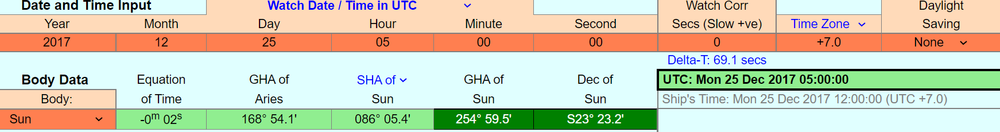 Date and Time Input Watch Date / Time in UTC Watch Corr Daylight
Year Month Day Hour Minute Second Secs (Slow +ve) Time Zone Saving
2017 12 25 05 00 00 0 +7.0 None
Delta-T: 69.1 secs
Body Data Equation GHA of SHA of GHA of Dec of UTC: Mon 25 Dec 2017 05:00:00
Body: of Time Aries Sun Sun Sun Ship's Time: Mon 25 Dec 2017 12:00:00 (UTC +7.0)
Sun -0ᵐ 02ˢ 168° 54.1' 086° 05.4' 254° 59.5' S23° 23.2'